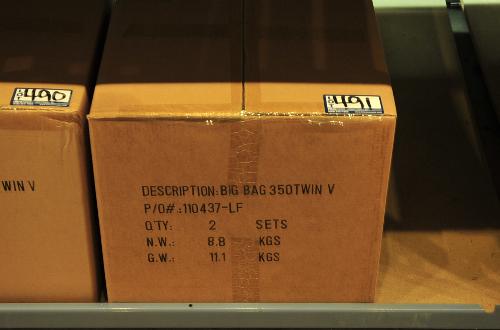 490
491
WIN V
DESCRIPTION: BIG BAG 350TWIN V
P/O#.:110437-LF
Q'TY: 2 SETS
N.W.: 8.8 KGS
G.W.: 11.1 KGS